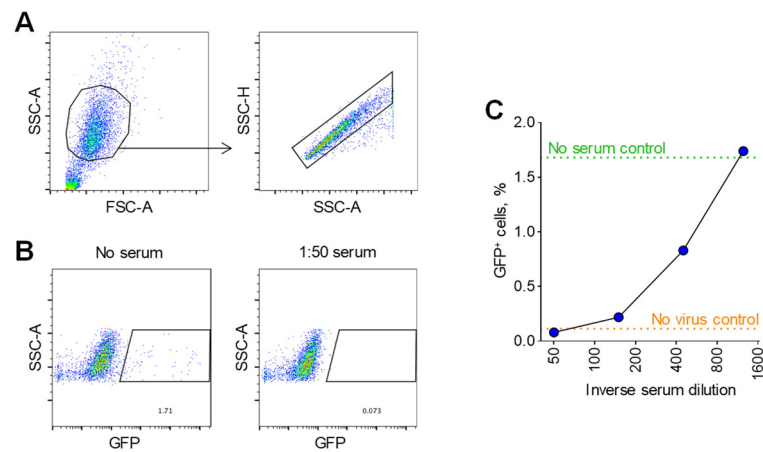 A
SSC-A
FSC-A
SSC-H
SSC-A
B
No serum
1:50 serum
SSC-A
1.71
GFP
SSC-A
0.073
GFP
C
GFP+ cells, %
2.0
1.5
1.0
0.5
0.0
No serum control
No virus control
50 100 200 400 800 1600
Inverse serum dilution